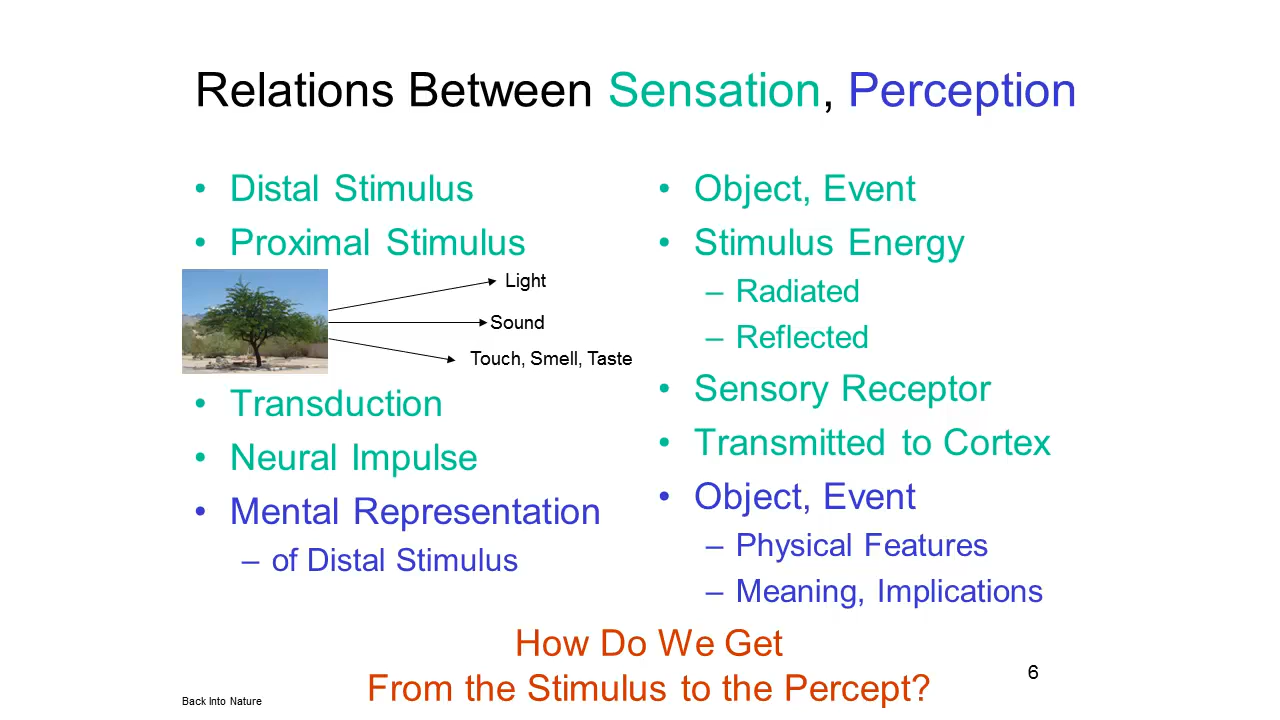 Relations Between Sensation, Perception
• Distal Stimulus
• Proximal Stimulus
Light
Sound
Touch, Smell, Taste
• Transduction
• Neural Impulse
• Mental Representation
– of Distal Stimulus
• Object, Event
• Stimulus Energy
– Radiated
– Reflected
• Sensory Receptor
• Transmitted to Cortex
• Object, Event
– Physical Features
– Meaning, Implications
How Do We Get
From the Stimulus to the Percept?
6
Back Into Nature